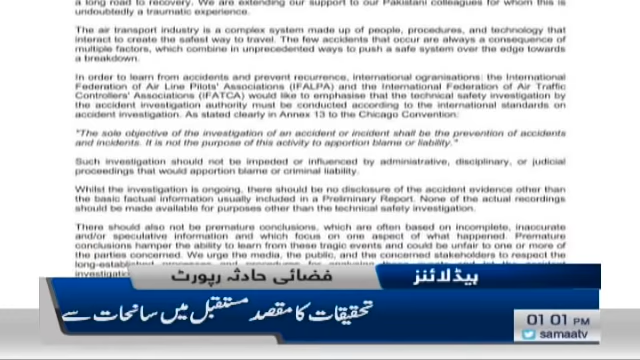 a long road to recovery. We are extending our support to our Pakistani colleagues for whom this is
undoubtedly a traumatic experience.
The air transport industry is a complex system made up of people, procedures, and technology that
interact to create the safest way to travel. The few accidents that occur are always a consequence of
multiple factors, which combine in unprecedented ways to push a safe system over the edge towards
a breakdown.
In order to learn from accidents and prevent recurrence, international ogranisations: the International
Federation of Air Line Pilots' Associations (IFALPA) and the International Federation of Air Traffic
Controllers' Associations (IFATCA) would like to emphasise that the technical safety investigation by
the accident investigation authority must be conducted according to the international standards on
accident investigation. As stated clearly in Annex 13 to the Chicago Convention:
"The sole objective of the investigation of an accident or incident shall be the prevention of accidents
and incidents. It is not the purpose of this activity to apportion blame or liability."
Such investigation should not be impeded or influenced by administrative, disciplinary, or judicial
proceedings that would apportion blame or criminal liability.
Whilst the investigation is ongoing, there should be no disclosure of the accident evidence other than
the basic factual information usually included in a Preliminary Report. None of the actual recordings
should be made available for purposes other than the technical safety investigation.
There should also not be premature conclusions, which are often based on incomplete, inaccurate
and/or speculative information and which focus on one aspect of what happened. Premature
conclusions hamper the ability to learn from these tragic events and could be unfair to one or more of
the parties concerned. We urge the media, the public, and the concerned stakeholders to respect the
ہیڈلائنز
فضائی حادثہ رپورٹ
تحقیقات کا مقصد مستقبل میں سانحات سے
01:01 PM
samaatv